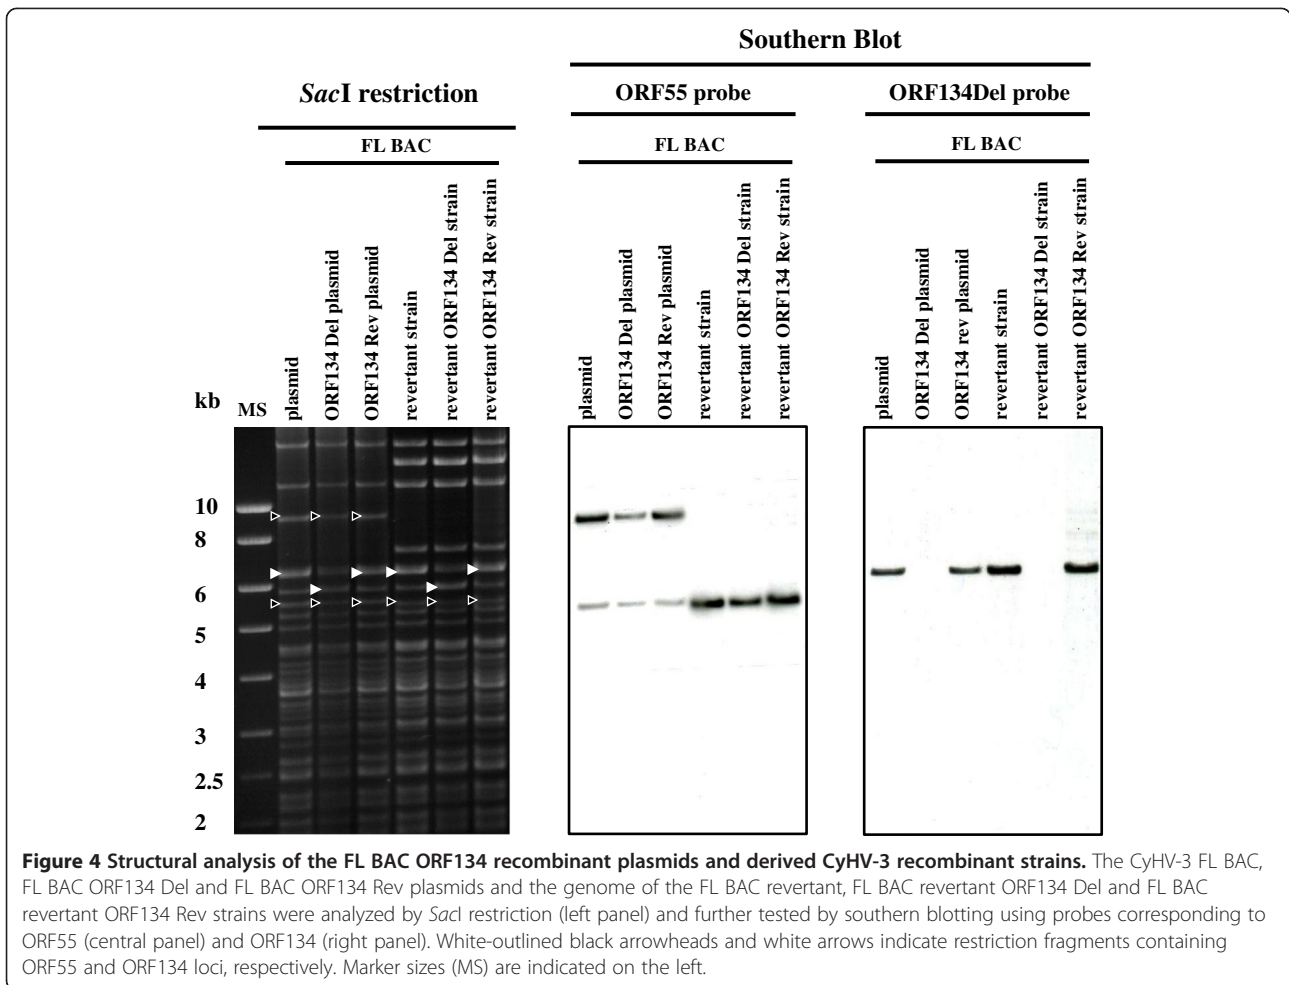 Southern Blot
SacI restriction
ORF55 probe
ORF134Del probe
FL BAC
FL BAC
FL BAC
kb
MS
plasmid
ORF134 Del plasmid
ORF134 Rev plasmid
revertant strain
revertant ORF134 Del strain
revertant ORF134 Rev strain
plasmid
ORF134 Del plasmid
ORF134 Rev plasmid
revertant strain
revertant ORF134 Del strain
revertant ORF134 Rev strain
plasmid
ORF134 Del plasmid
ORF134 rev plasmid
revertant strain
revertant ORF134 Del strain
revertant ORF134 Rev strain
10
8
6
5
4
3
2.5
2
Figure 4 Structural analysis of the FL BAC ORF134 recombinant plasmids and derived CyHV-3 recombinant strains. The CyHV-3 FL BAC,
FL BAC ORF134 Del and FL BAC ORF134 Rev plasmids and the genome of the FL BAC revertant, FL BAC revertant ORF134 Del and FL BAC
revertant ORF134 Rev strains were analyzed by SacI restriction (left panel) and further tested by southern blotting using probes corresponding to
ORF55 (central panel) and ORF134 (right panel). White-outlined black arrowheads and white arrows indicate restriction fragments containing
ORF55 and ORF134 loci, respectively. Marker sizes (MS) are indicated on the left.